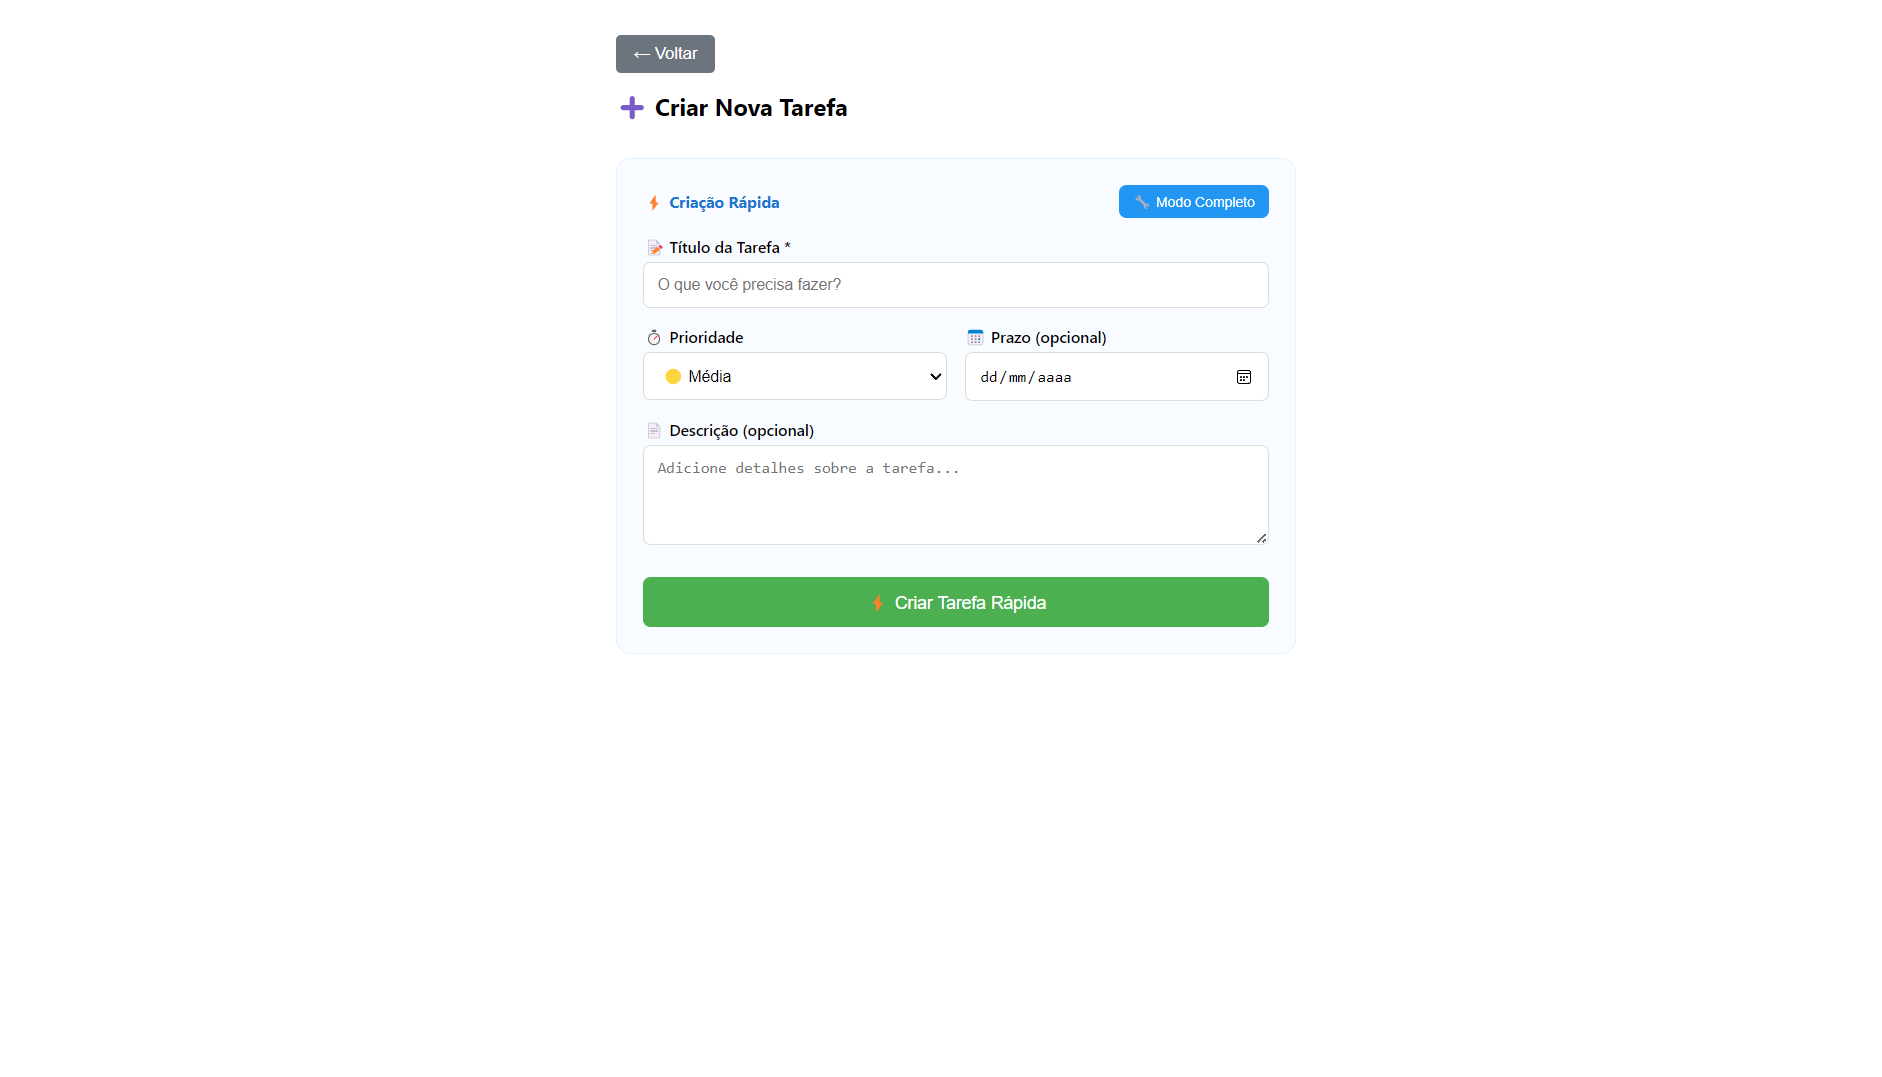 ← Voltar
Criar Nova Tarefa
Criação Rápida
Modo Completo
Título da Tarefa *
O que você precisa fazer?
Prioridade
Prazo (opcional)
Média
dd/mm/aaaa
Descrição (opcional)
Adicione detalhes sobre a tarefa...
Criar Tarefa Rápida